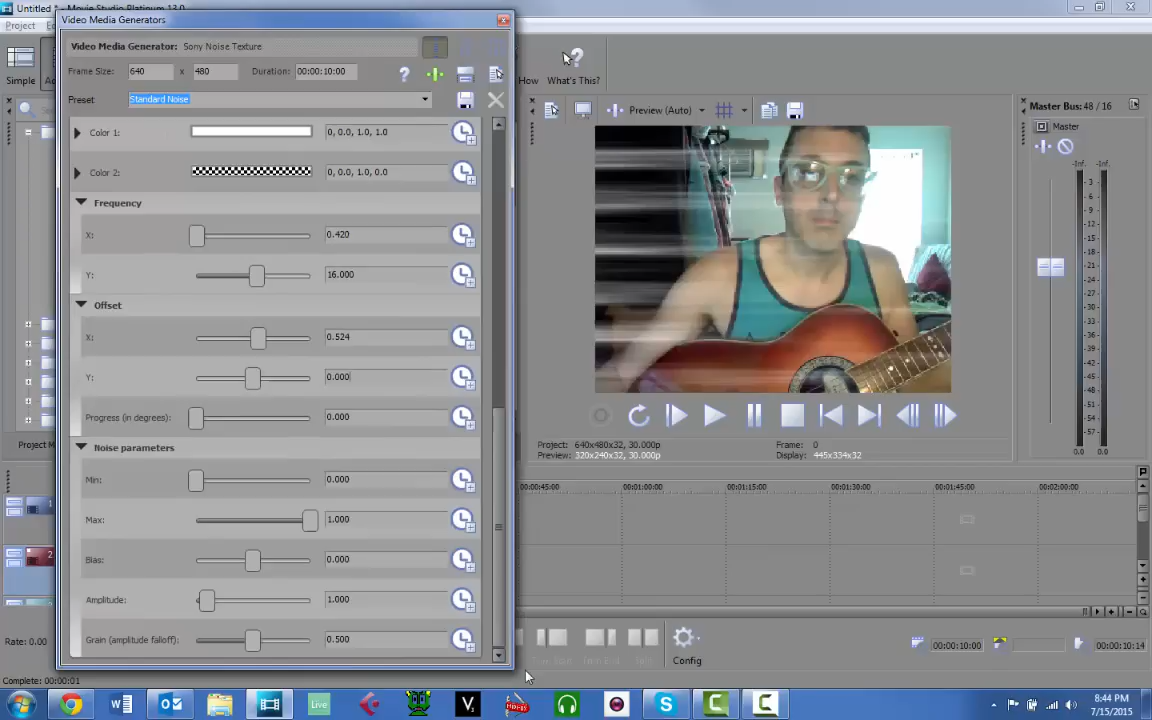 Untitled * - Movie Studio Platinum 13.0
Video Media Generators
Project
Video Media Generator: Sony Noise Texture
Frame Size: 640 x 480 Duration: 00:00:10:00
Simple
How
What's This?
Preset Standard Noise
Preview (Auto)
Master Bus: 48 / 16
Master
Color 1: 0, 0.0, 1.0, 1.0
Color 2: 0, 0.0, 1.0, 0.0
Frequency
X: 0.420
Y: 16.000
Offset
X: 0.524
Y: 0.000
Progress (in degrees): 0.000
Noise parameters
Min: 0.000
Max: 1.000
Bias: 0.000
Amplitude: 1.000
Grain (amplitude falloff): 0.500
-Inf. -Inf.
- 3 -
- 6 -
- 9 -
- 12 -
- 15 -
- 18 -
- 21 -
- 24 -
- 27 -
- 30 -
- 33 -
- 36 -
- 39 -
- 42 -
- 45 -
- 48 -
- 51 -
- 54 -
- 57 -
0.0 0.0
Project M
Project: 640x480x32, 30.000p
Preview: 320x240x32, 30.000p
Frame: 0
Display: 445x334x32
00:00:45:00 00:01:00:00 00:01:15:00 00:01:30:00 00:01:45:00 00:02:00:00
2
Rate: 0.00
Config
00:00:10:00
00:00:10:14
Complete: 00:00:01
Live
V.
8:44 PM
7/15/2015